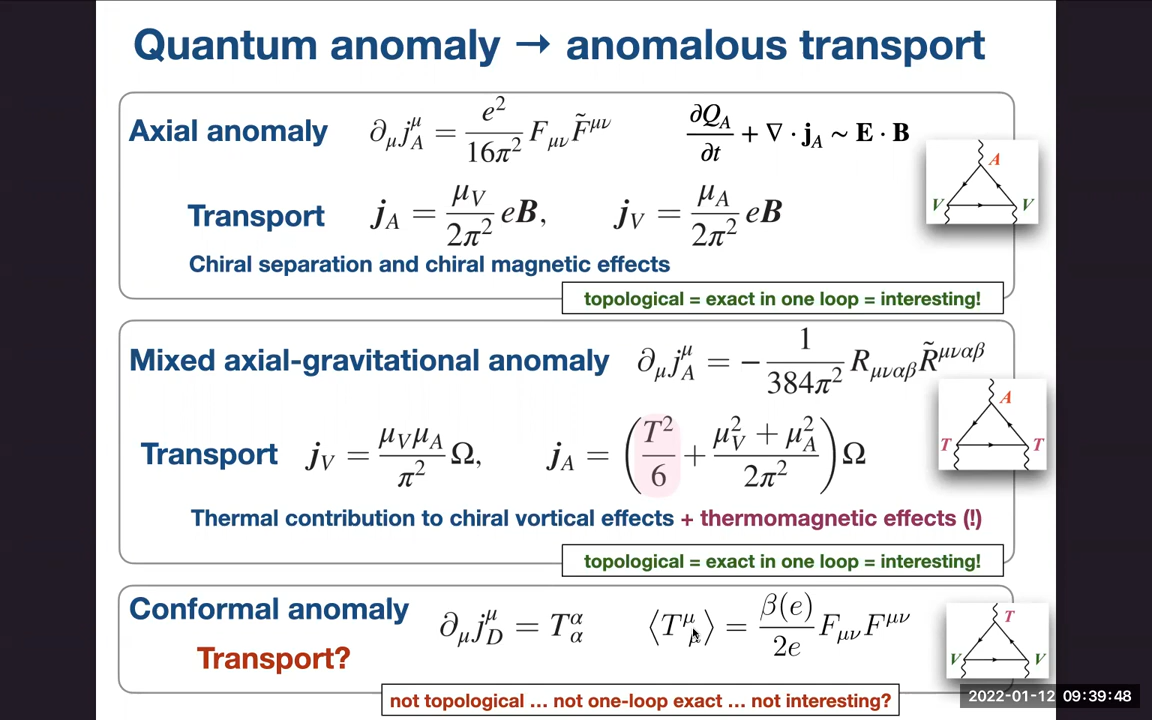 Quantum anomaly → anomalous transport
Axial anomaly ∂_μ j_A^μ = e²/16π² F_μν F̃^μν ∂Q_A/∂t + ∇ · j_A ∼ E · B
A
V V
Transport j_A = μ_V/2π² eB, j_V = μ_A/2π² eB
Chiral separation and chiral magnetic effects
topological = exact in one loop = interesting!
Mixed axial-gravitational anomaly ∂_μ j_A^μ = − 1/384π² R_μναβ R̃^μναβ
A
T T
Transport j_V = μ_V μ_A/π² Ω, j_A = (T²/6 + μ_V² + μ_A²/2π²) Ω
Thermal contribution to chiral vortical effects + thermomagnetic effects (!)
topological = exact in one loop = interesting!
Conformal anomaly ∂_μ j_D^μ = T_α^α ⟨T^μ_μ⟩ = β(e)/2e F_μν F^μν
T
V V
Transport?
not topological ... not one-loop exact ... not interesting?
2022-01-12 09:39:48